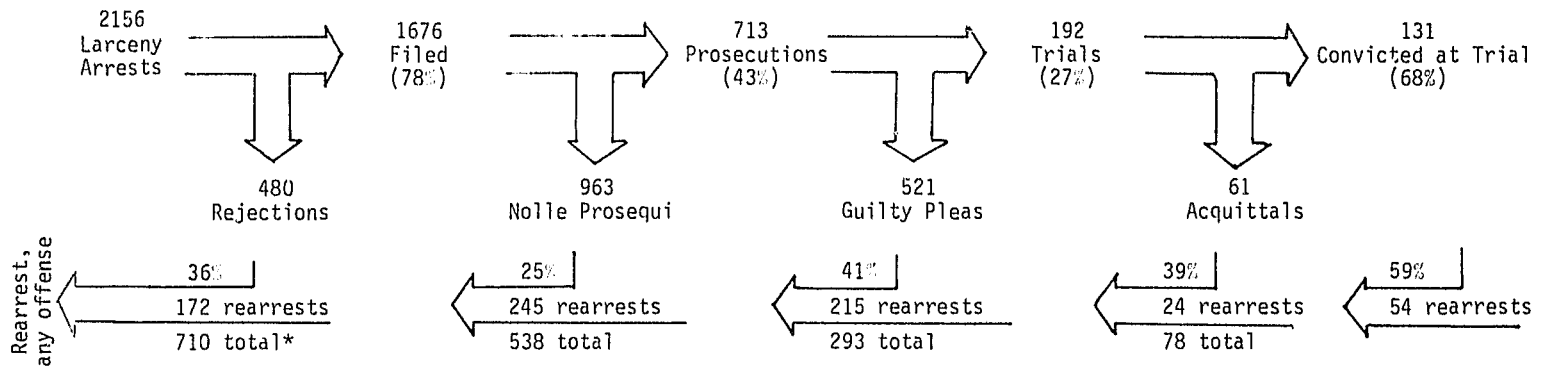 2156
Larceny
Arrests
1676
Filed
(78%)
713
Prosecutions
(43%)
192
Trials
(27%)
131
Convicted at Trial
(68%)
480
Rejections
963
Nolle Prosequi
521
Guilty Pleas
61
Acquittals
Rearrest,
any offense
36%
172 rearrests
710 total*
25%
245 rearrests
538 total
41%
215 rearrests
293 total
39%
24 rearrests
78 total
59%
54 rearrests